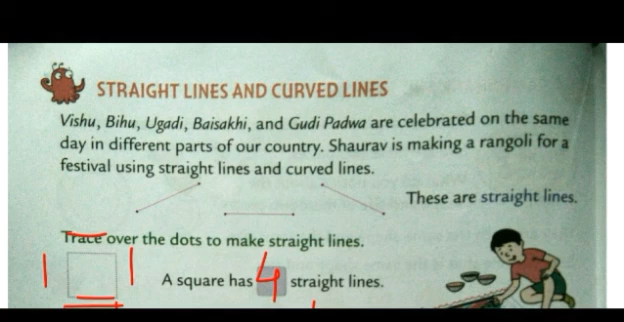 STRAIGHT LINES AND CURVED LINES
Vishu, Bihu, Ugadi, Baisakhi, and Gudi Padwa are celebrated on the same
day in different parts of our country. Shaurav is making a rangoli for a
festival using straight lines and curved lines.
These are straight lines.
Trace over the dots to make straight lines.
A square has 4 straight lines.